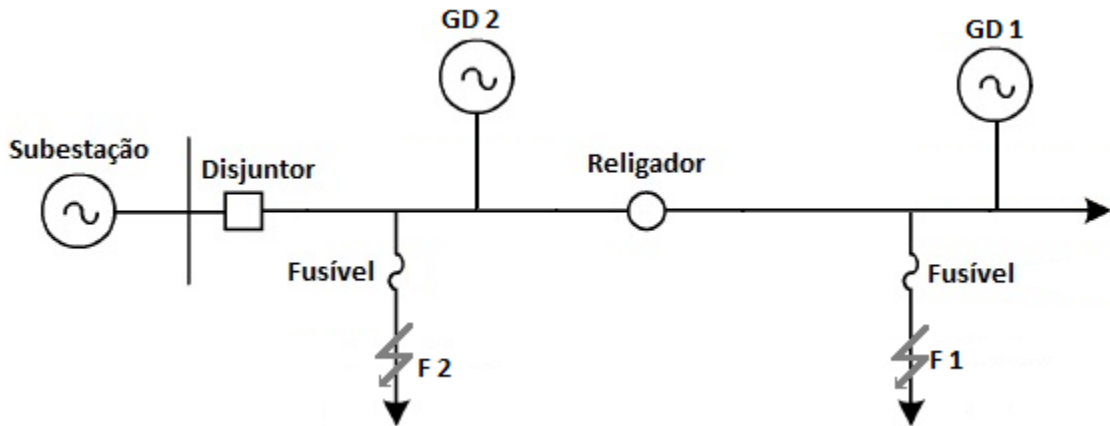 GD 2
GD 1
Subestação
Disjuntor
Religador
Fusível
Fusível
F 2
F 1